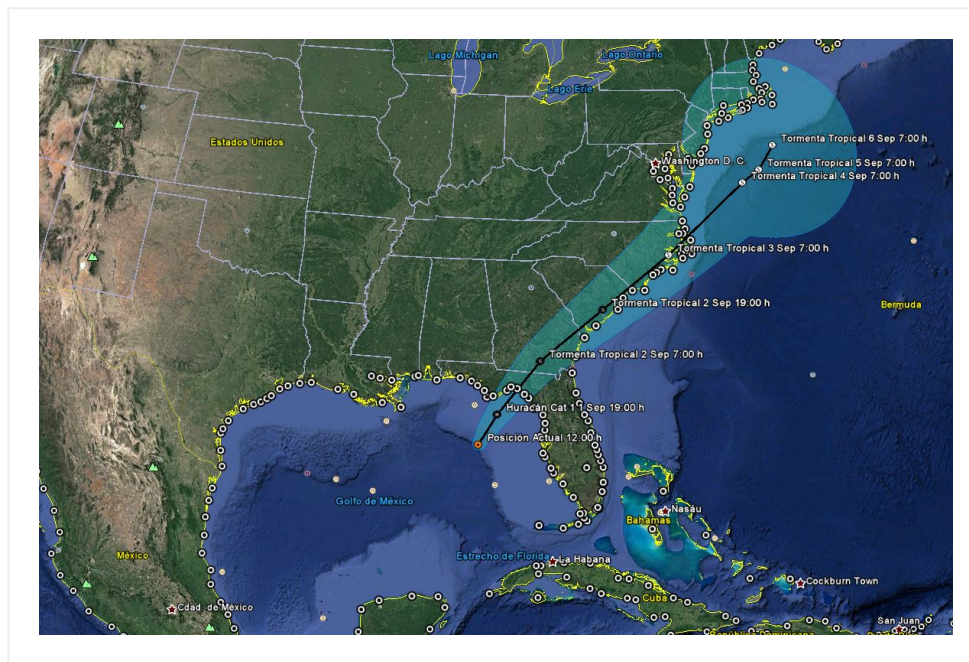 Lago Michigan
Lago Ontario
Lago Erie
Estados Unidos
Tormenta Tropical 6 Sep 7:00 h
Washington D. C.
Tormenta Tropical 5 Sep 7:00 h
Tormenta Tropical 4 Sep 7:00 h
Tormenta Tropical 3 Sep 7:00 h
Tormenta Tropical 2 Sep 19:00 h
Bermuda
Tormenta Tropical 2 Sep 7:00 h
Huracán Cat 1 1 Sep 19:00 h
Posición Actual 12:00 h
Golfo de México
Nasáu
Bahamas
México
Estrecho de Florida
La Habana
Cockburn Town
Cuba
Cdad. de México
San Juan
República Dominicana